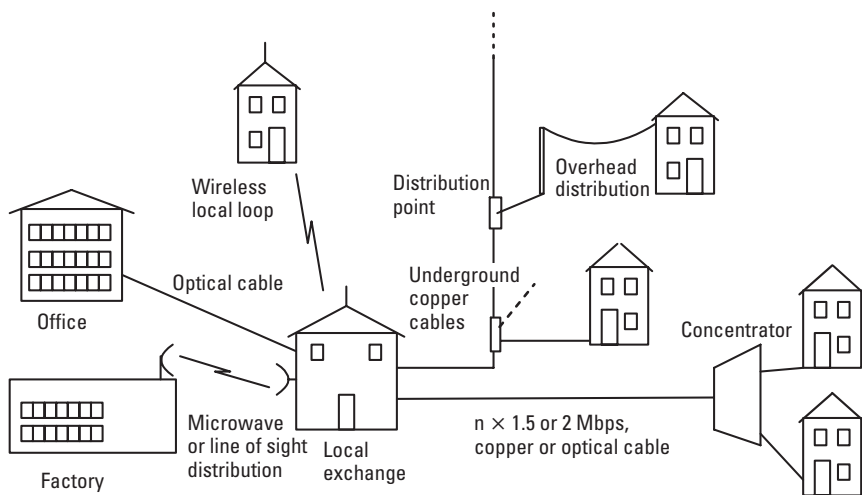 Wireless
local loop
Distribution
point
Overhead
distribution
Optical cable
Office
Underground
copper
cables
Concentrator
Microwave
or line of sight
distribution
Local
exchange
n × 1.5 or 2 Mbps,
copper or optical cable
Factory